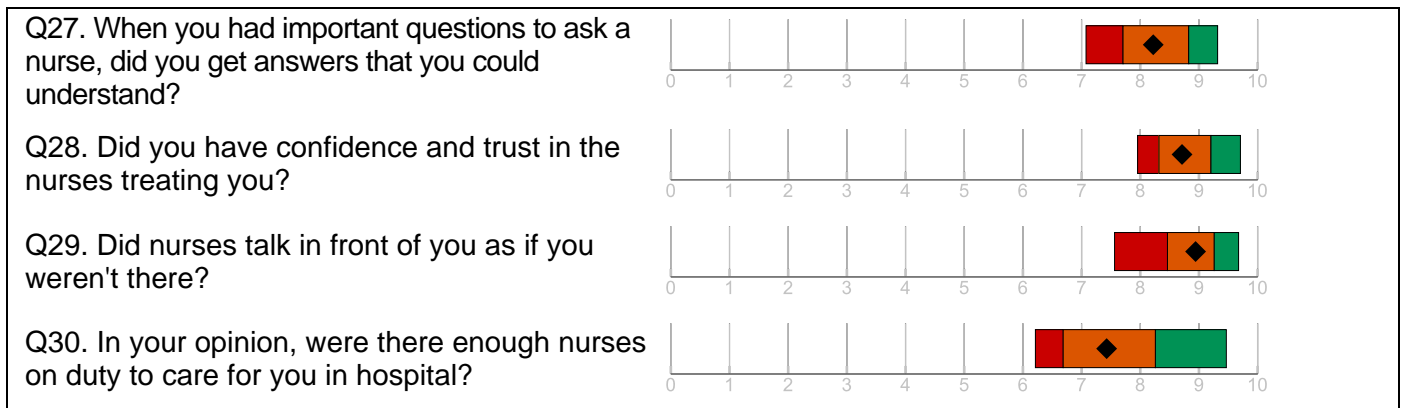 Q27. When you had important questions to ask a
nurse, did you get answers that you could
understand?
0 1 2 3 4 5 6 7 8 9 10
Q28. Did you have confidence and trust in the
nurses treating you?
0 1 2 3 4 5 6 7 8 9 10
Q29. Did nurses talk in front of you as if you
weren't there?
0 1 2 3 4 5 6 7 8 9 10
Q30. In your opinion, were there enough nurses
on duty to care for you in hospital?
0 1 2 3 4 5 6 7 8 9 10